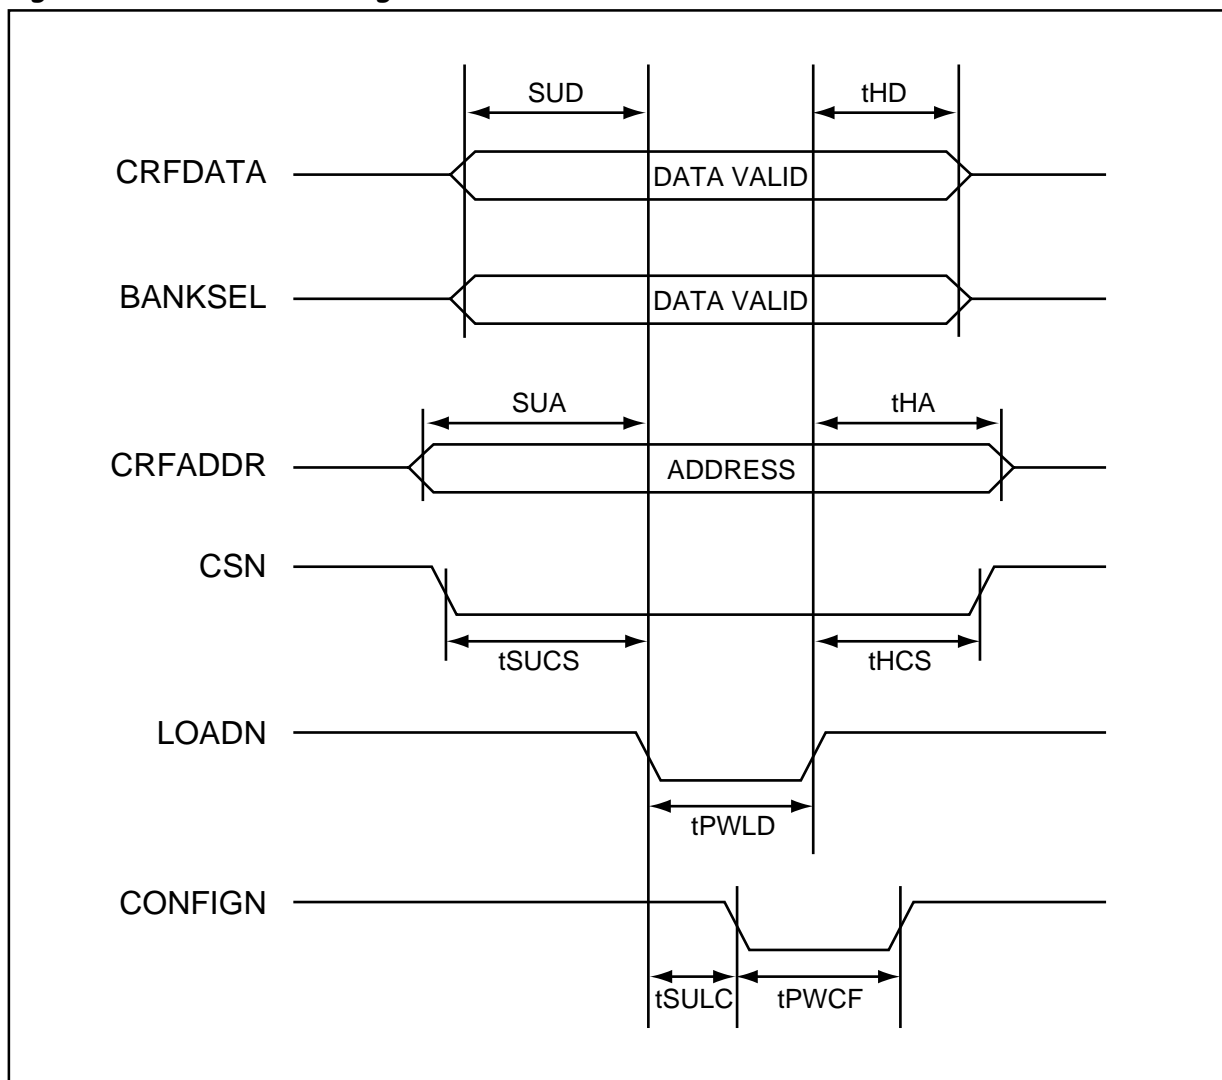 SUD tHD
CRFDATA DATA VALID
BANKSEL DATA VALID
SUA tHA
CRFADDR ADDRESS
CSN
tSUCS tHCS
LOADN
tPWLD
CONFIGN
tSULC tPWCF